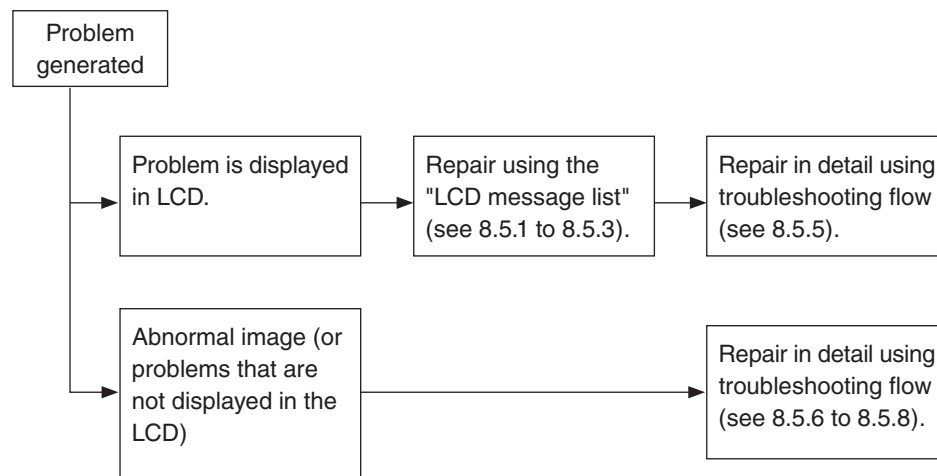 Problem
generated
Problem is displayed
in LCD.
Repair using the
"LCD message list"
(see 8.5.1 to 8.5.3).
Repair in detail using
troubleshooting flow
(see 8.5.5).
Abnormal image (or
problems that are
not displayed in the
LCD)
Repair in detail using
troubleshooting flow
(see 8.5.6 to 8.5.8).